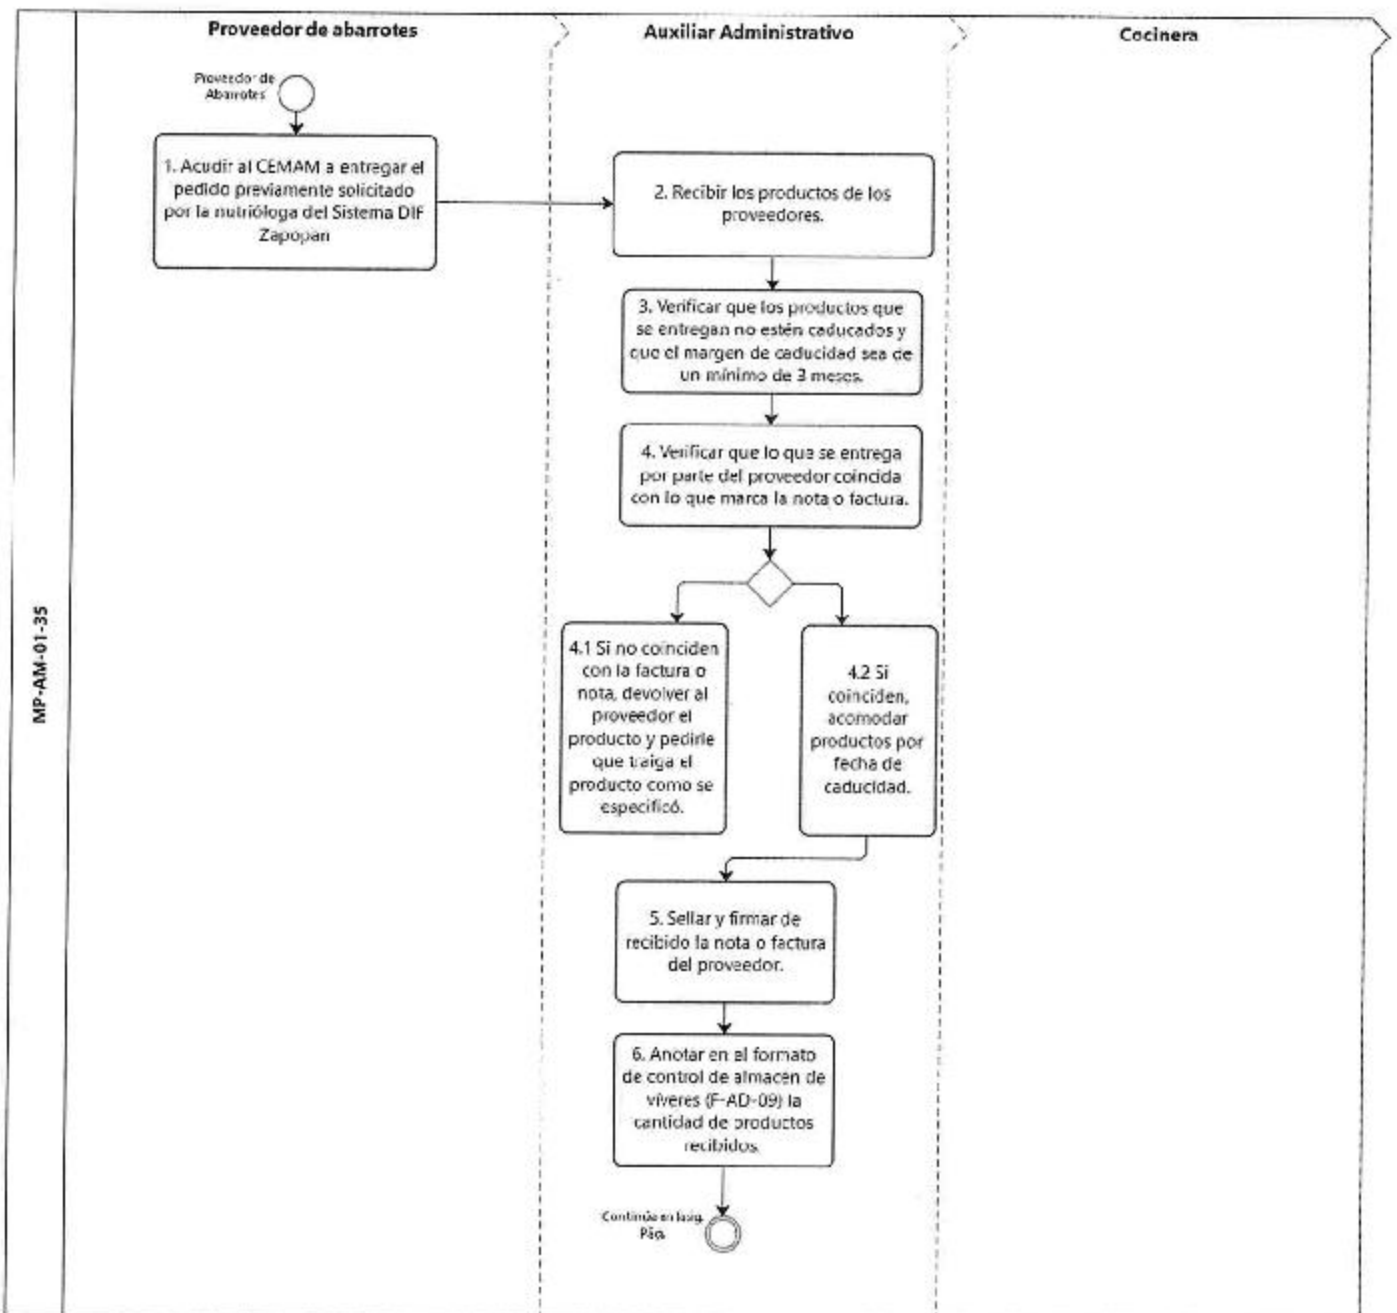 Proveedor de abarrotes
Auxiliar Administrativo
Cocinera
MP-AM-01-35
Proveedor de
Abarrotes
1. Acudir al CEMAM a entregar el
pedido previamente solicitado
por la nutrióloga del Sistema DIF
Zapopan
2. Recibir los productos de los
proveedores.
3. Verificar que los productos que
se entregan no estén caducados y
que el margen de caducidad sea de
un mínimo de 3 meses.
4. Verificar que lo que se entrega
por parte del proveedor coincida
con lo que marca la nota o factura.
4.1 Si no coinciden
con la factura o
nota, devolver al
proveedor el
producto y pedirle
que traiga el
producto como se
especificó.
4.2 Si
coinciden,
acomodar
productos por
fecha de
caducidad.
5. Sellar y firmar de
recibido la nota o factura
del proveedor.
6. Anotar en el formato
de control de almacén de
víveres (F-AD-09) la
cantidad de productos
recibidos.
Continúa en la sig.
Pág.